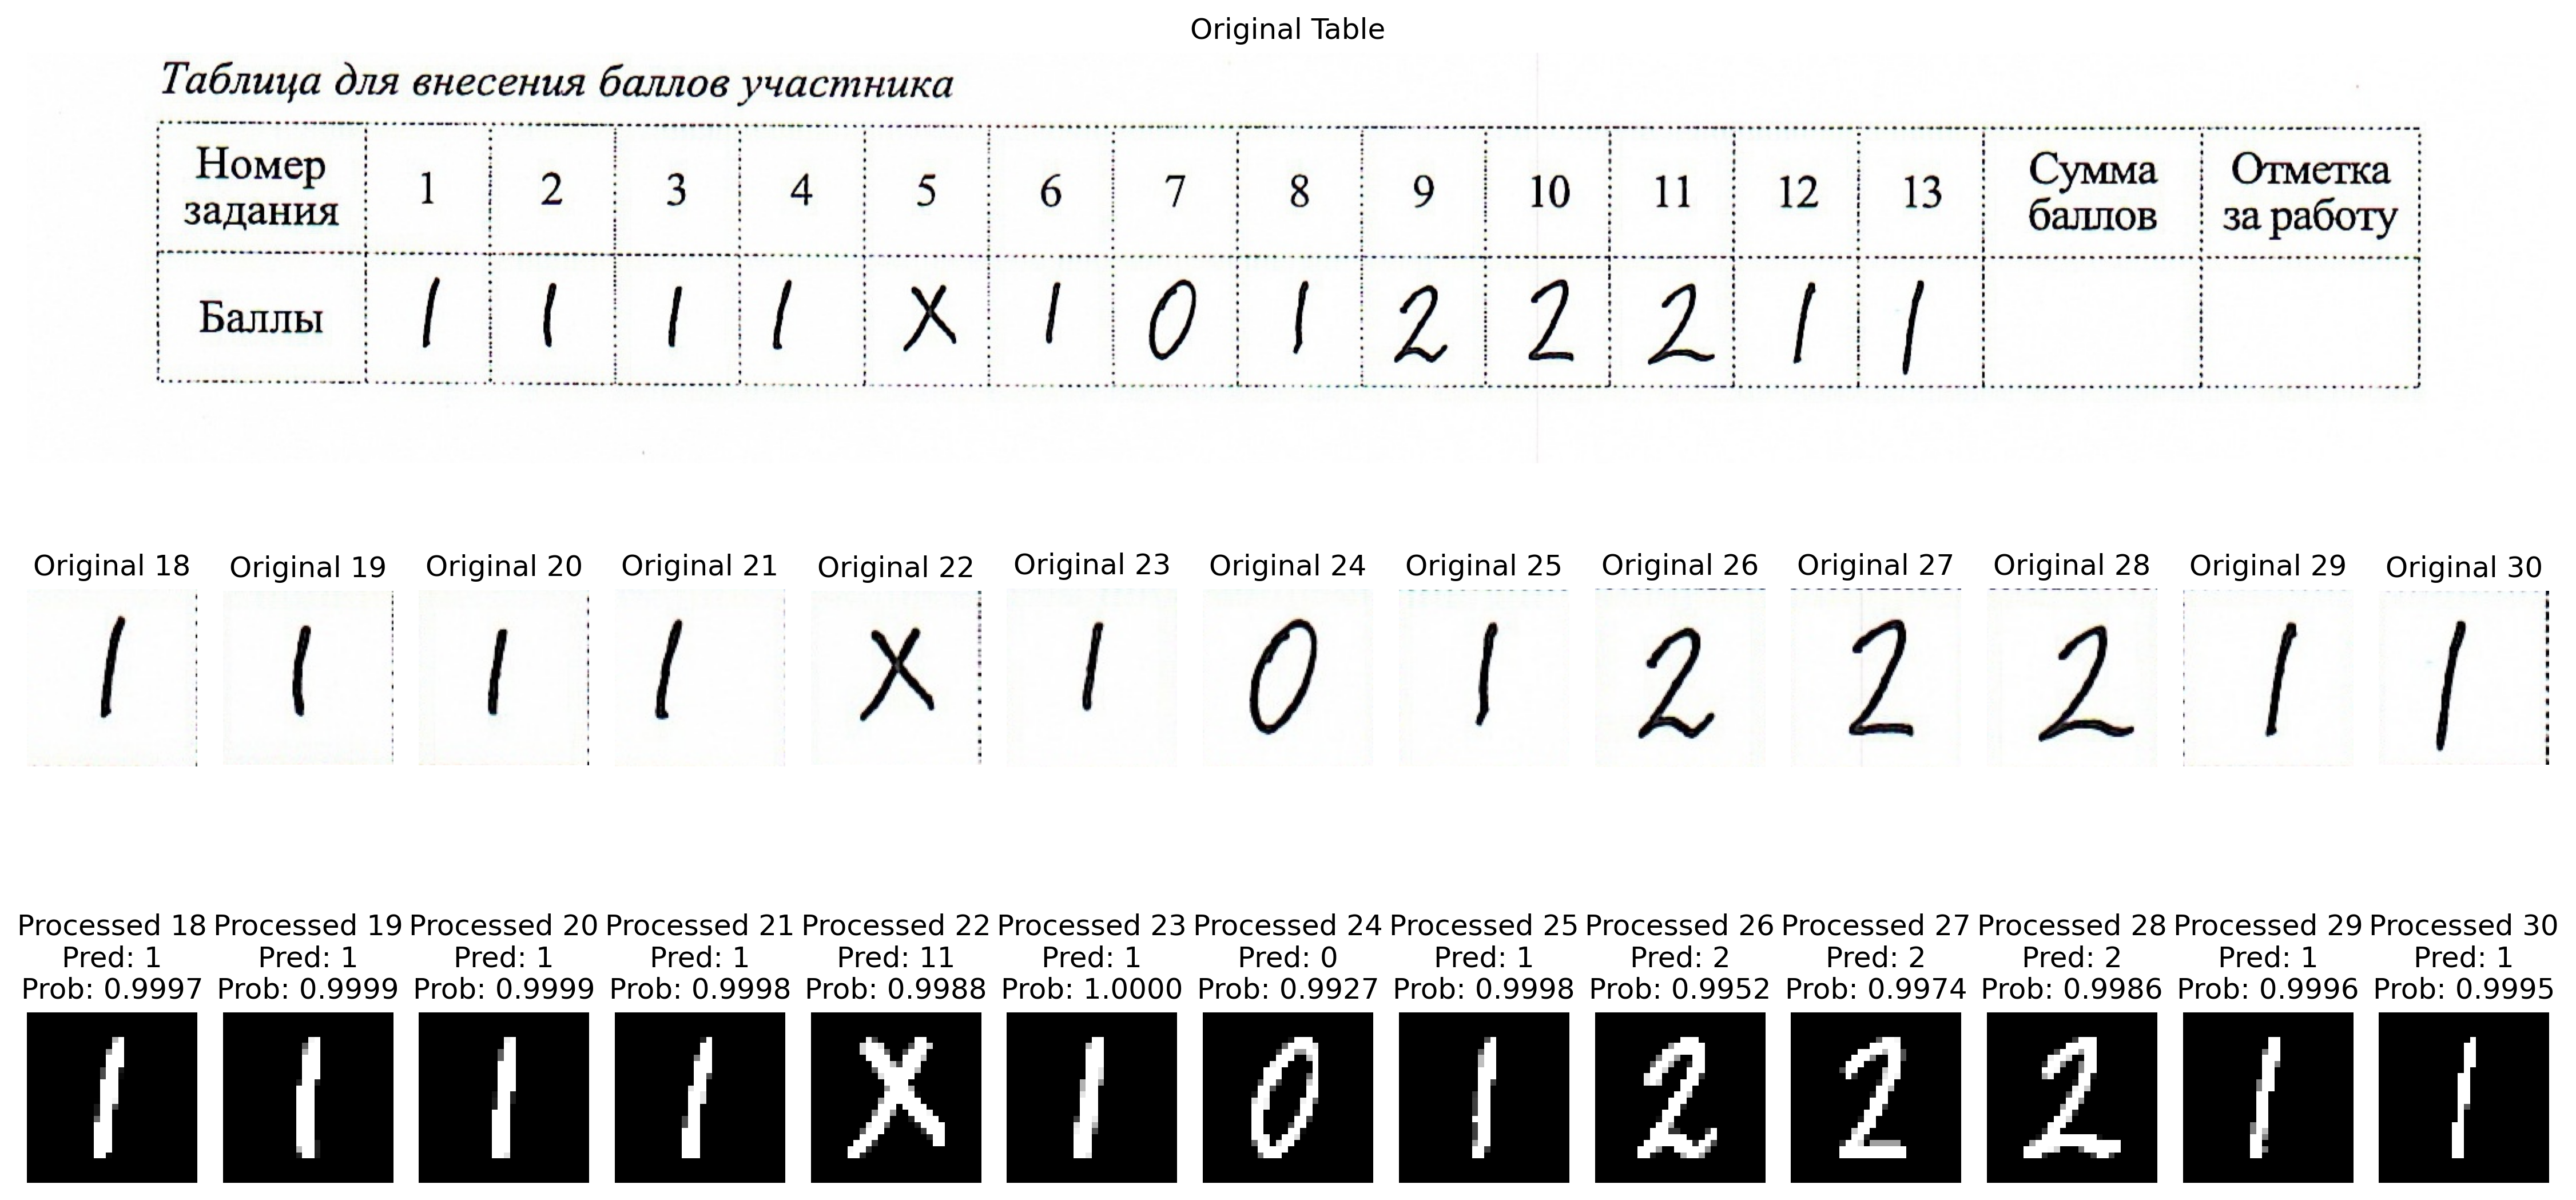 Original Table
Таблица для внесения баллов участника
Номер задания 1 2 3 4 5 6 7 8 9 10 11 12 13 Сумма баллов Отметка за работу
Баллы 1 1 1 1 X 1 0 1 2 2 2 1 1
Original 18 Original 19 Original 20 Original 21 Original 22 Original 23 Original 24 Original 25 Original 26 Original 27 Original 28 Original 29 Original 30
1 1 1 1 X 1 0 1 2 2 2 1 1
Processed 18 Processed 19 Processed 20 Processed 21 Processed 22 Processed 23 Processed 24 Processed 25 Processed 26 Processed 27 Processed 28 Processed 29 Processed 30
Pred: 1 Pred: 1 Pred: 1 Pred: 1 Pred: 11 Pred: 1 Pred: 0 Pred: 1 Pred: 2 Pred: 2 Pred: 2 Pred: 1 Pred: 1
Prob: 0.9997 Prob: 0.9999 Prob: 0.9999 Prob: 0.9998 Prob: 0.9988 Prob: 1.0000 Prob: 0.9927 Prob: 0.9998 Prob: 0.9952 Prob: 0.9974 Prob: 0.9986 Prob: 0.9996 Prob: 0.9995
1 1 1 1 X 1 0 1 2 2 2 1 1